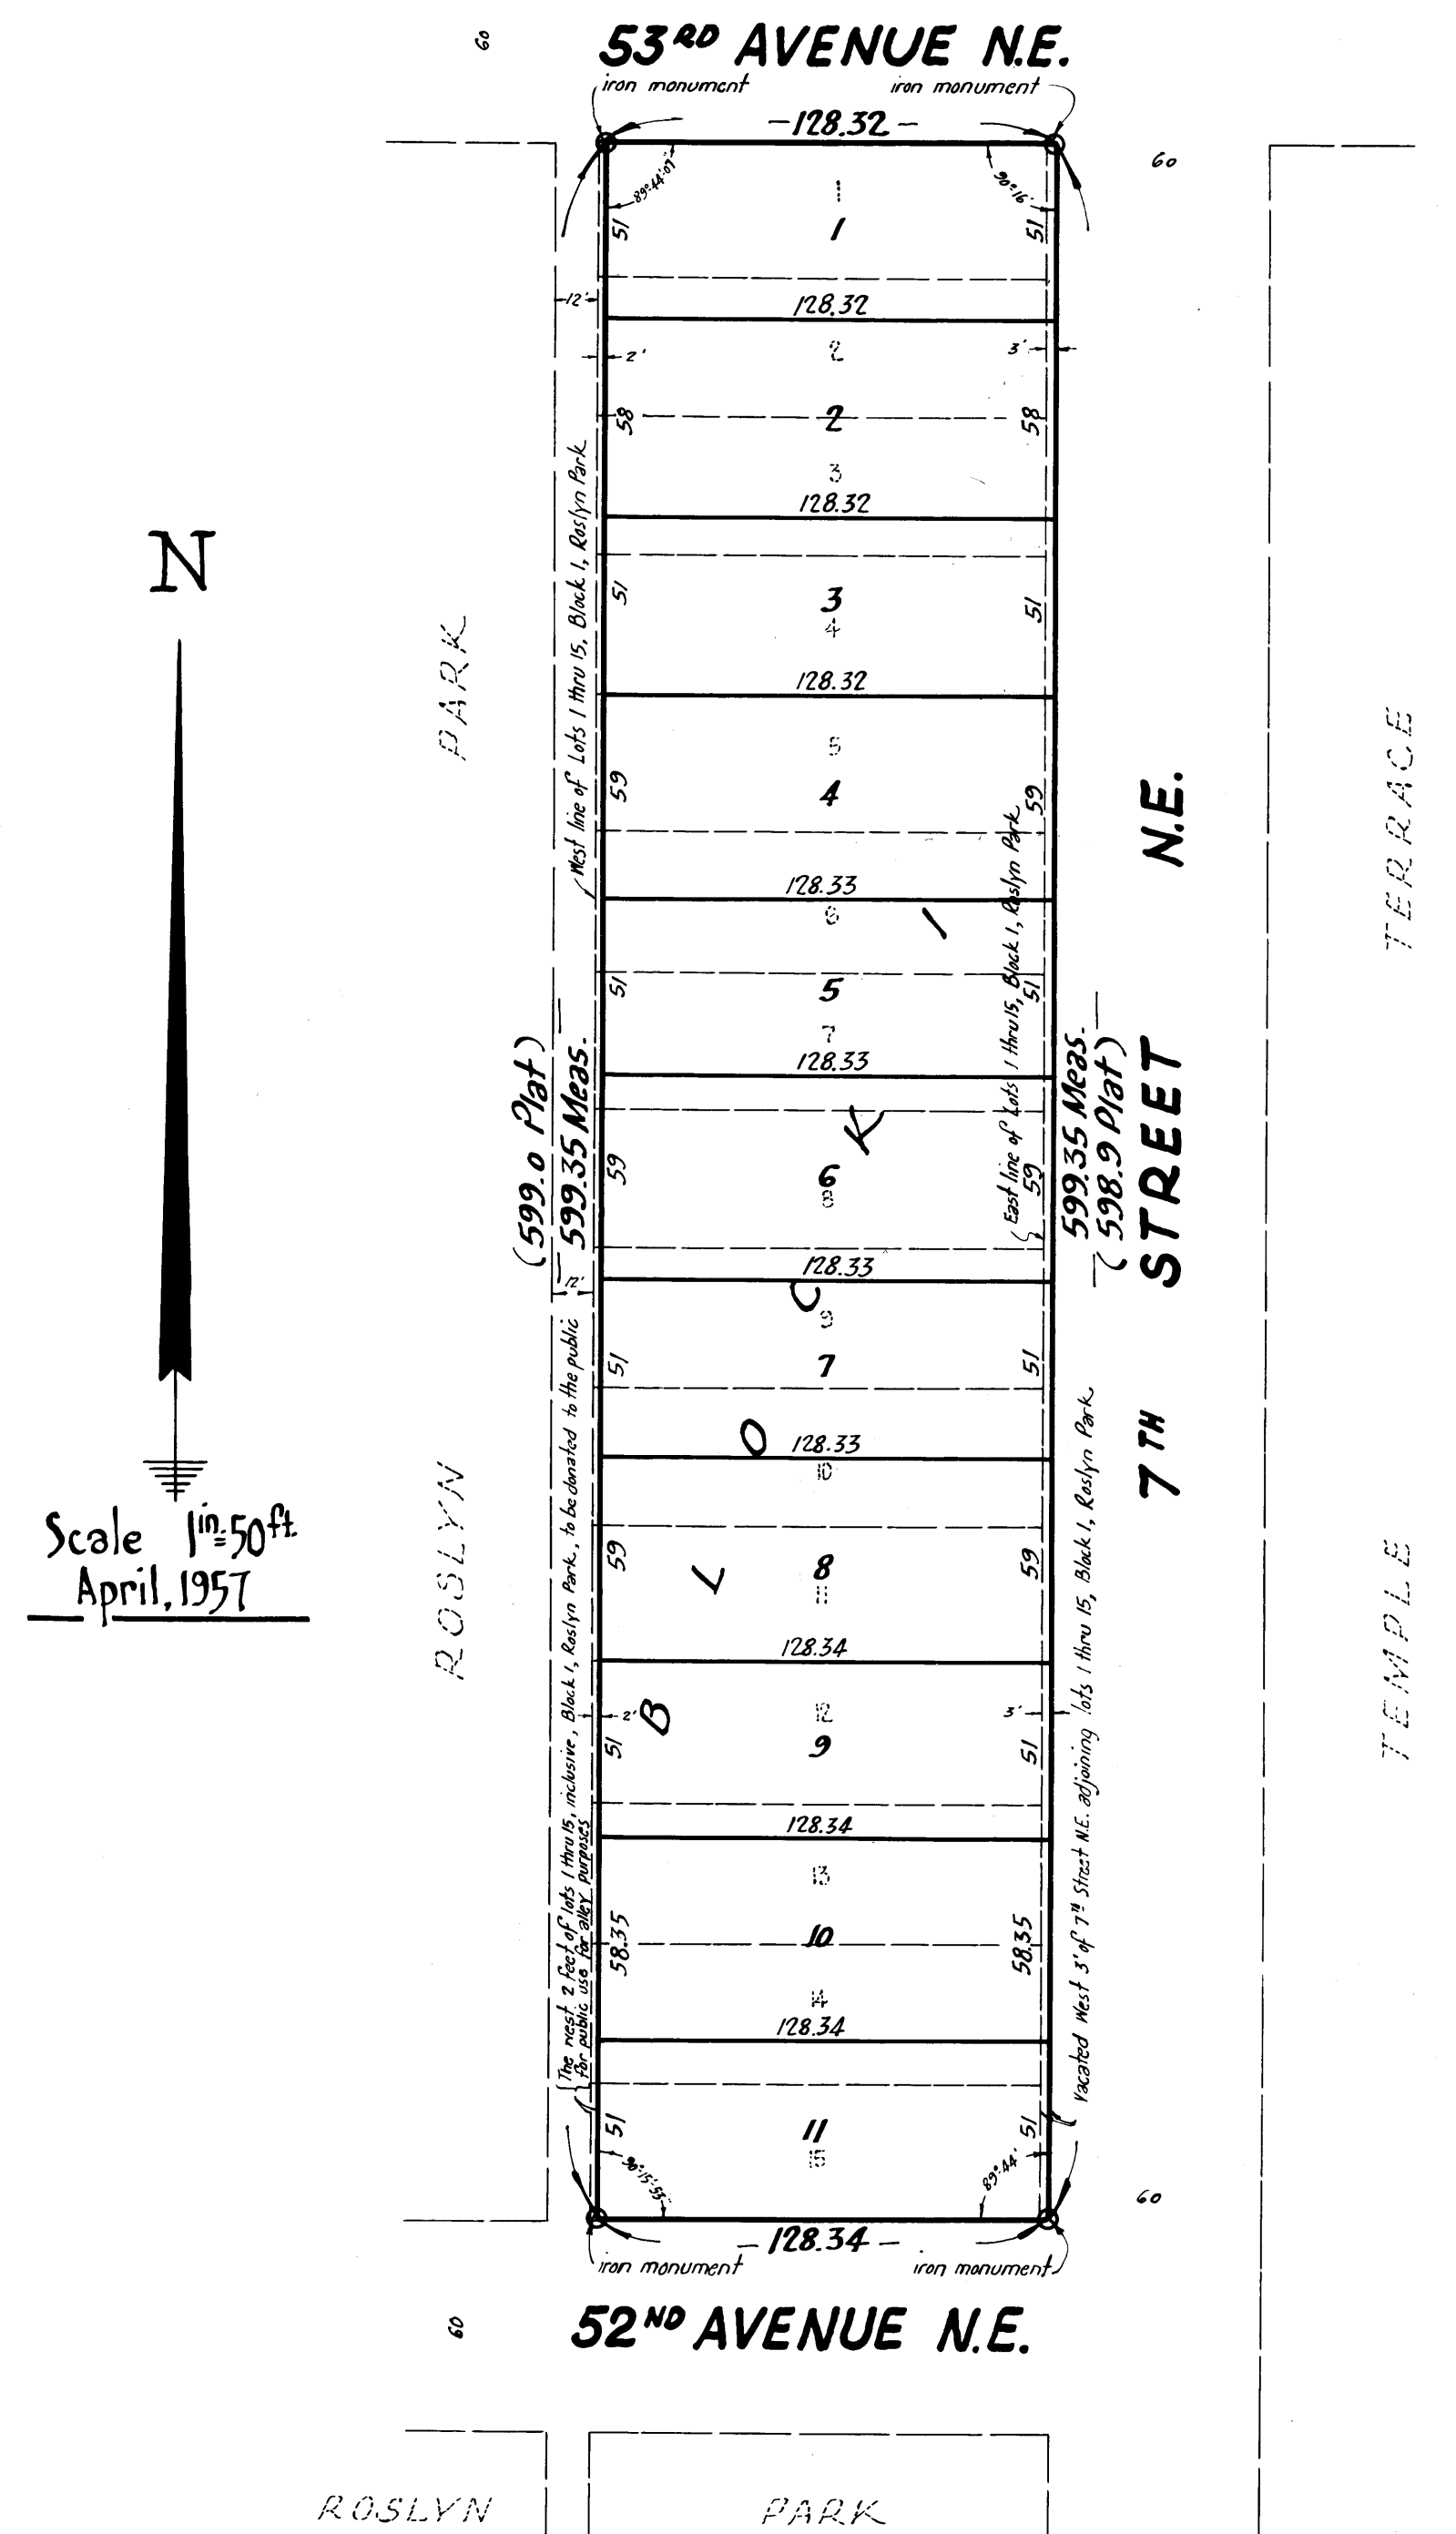 60
53RD AVENUE N.E.
iron monument
iron monument
-128.32-
60
89°-44'-07"
90°-16'
1
51
1
51
12'
128.32
2'
2
3'
58
2
58
3
128.32
West line of Lots 1 thru 15, Block 1, Roslyn Park
N
PARK
51
3
51
4
128.32
5
59
4
59
128.33
6
51
5
51
7
128.33
East line of Lots 1 thru 15, Block 1, Roslyn Park
BLOCK 1
(599.0 Plat)
599.35 Meas.
599.35 Meas.
(598.9 Plat)
7TH STREET N.E.
TEMPLE TERRACE
59
6
59
8
12'
128.33
9
51
7
51
128.33
10
Scale 1in=50ft.
April, 1957
ROSLYN
59
8
59
11
128.34
2'
12
3'
51
9
51
128.34
13
58.35
10
58.35
14
128.34
The west 2 feet of lots 1 thru 15, inclusive, Block 1, Roslyn Park, to be donated to the public
for public use for alley purposes
Vacated West 3' of 7TH Street N.E. adjoining lots 1 thru 15, Block 1, Roslyn Park
51
11
51
15
90°-15'-53"
89°-44'
60
-128.34-
iron monument
iron monument
60
52ND AVENUE N.E.
ROSLYN
PARK